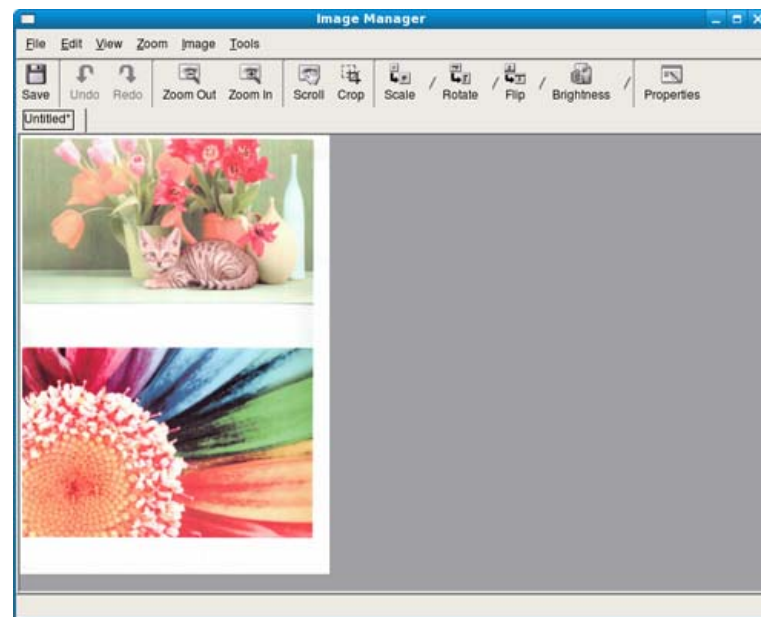 Image Manager
File Edit View Zoom Image Tools
Save Undo Redo Zoom Out Zoom In Scroll Crop Scale / Rotate / Flip / Brightness / Properties
Untitled*